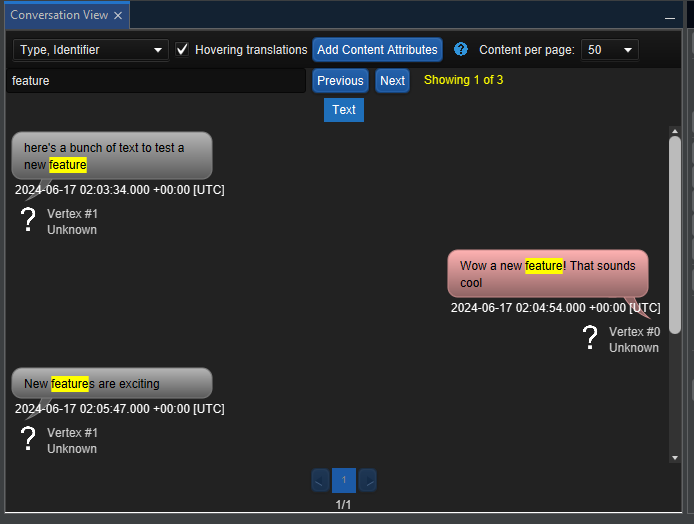 Conversation View ×
Type, Identifier Hovering translations Add Content Attributes ? Content per page: 50
feature Previous Next Showing 1 of 3
Text
here's a bunch of text to test a
new feature
2024-06-17 02:03:34.000 +00:00 [UTC]
? Vertex #1
Unknown
Wow a new feature! That sounds
cool
2024-06-17 02:04:54.000 +00:00 [UTC]
? Vertex #0
Unknown
New features are exciting
2024-06-17 02:05:47.000 +00:00 [UTC]
? Vertex #1
Unknown
< 1 >
1/1